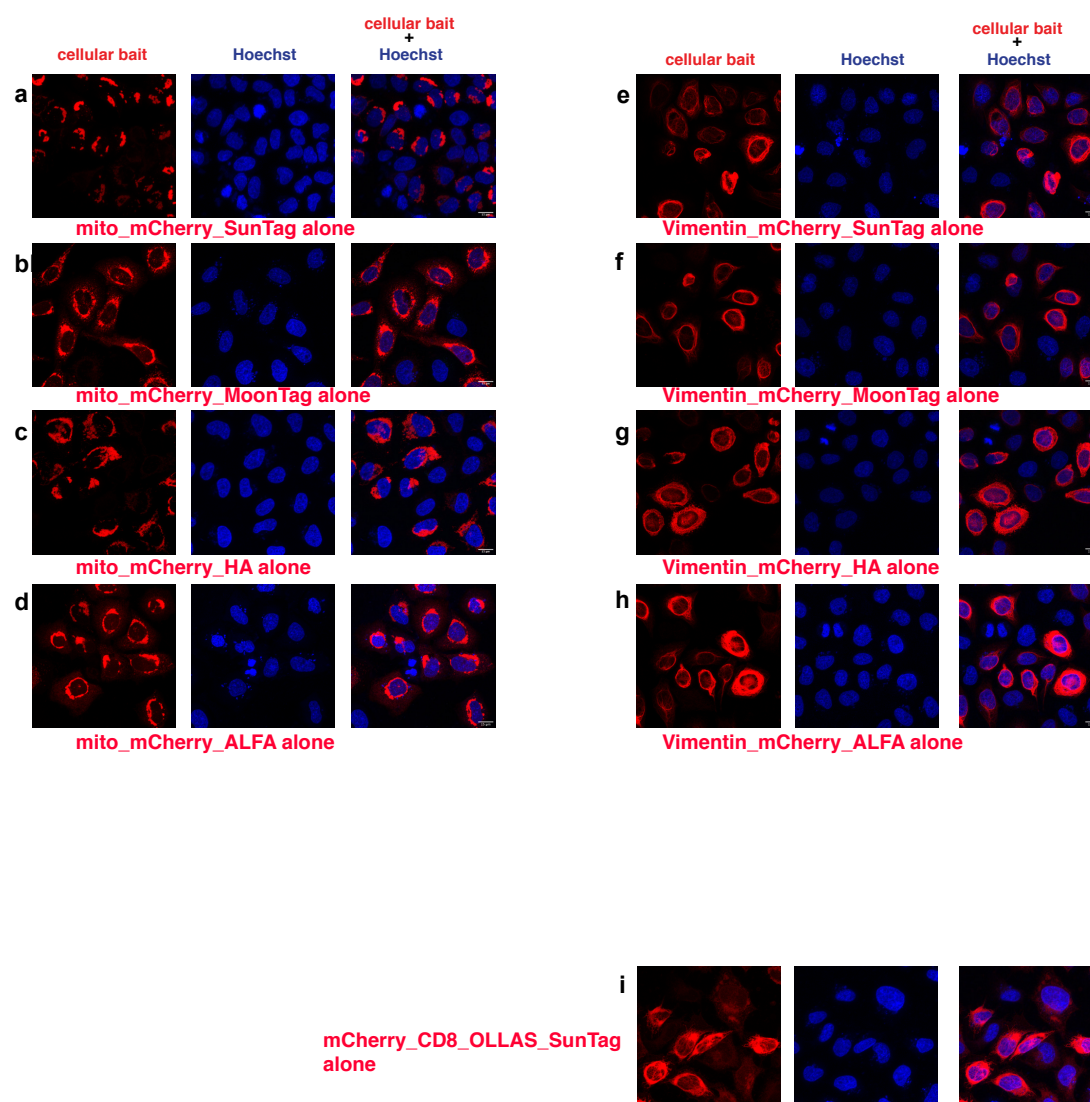 cellular bait
Hoechst
cellular bait
+
Hoechst
a
mito_mCherry_SunTag alone
b
mito_mCherry_MoonTag alone
c
mito_mCherry_HA alone
d
mito_mCherry_ALFA alone
cellular bait
Hoechst
cellular bait
+
Hoechst
e
Vimentin_mCherry_SunTag alone
f
Vimentin_mCherry_MoonTag alone
g
Vimentin_mCherry_HA alone
h
Vimentin_mCherry_ALFA alone
i
mCherry_CD8_OLLAS_SunTag
alone